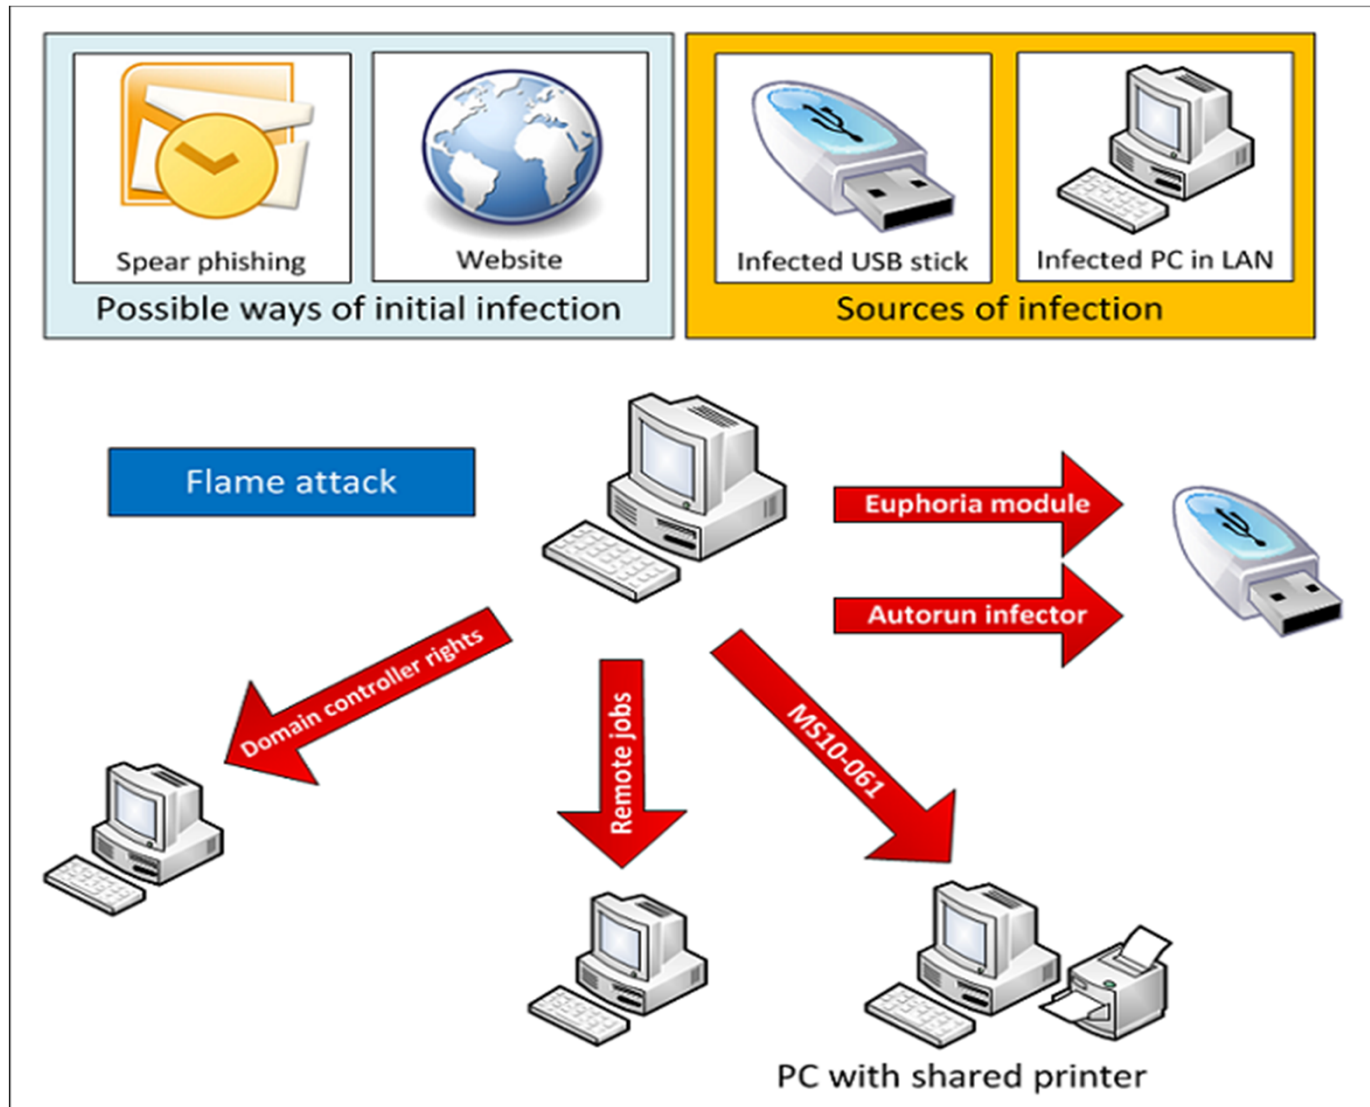 Spear phishing
Website
Possible ways of initial infection
Infected USB stick
Infected PC in LAN
Sources of infection
Flame attack
Euphoria module
Autorun infector
Domain controller rights
Remote jobs
MS10-061
PC with shared printer